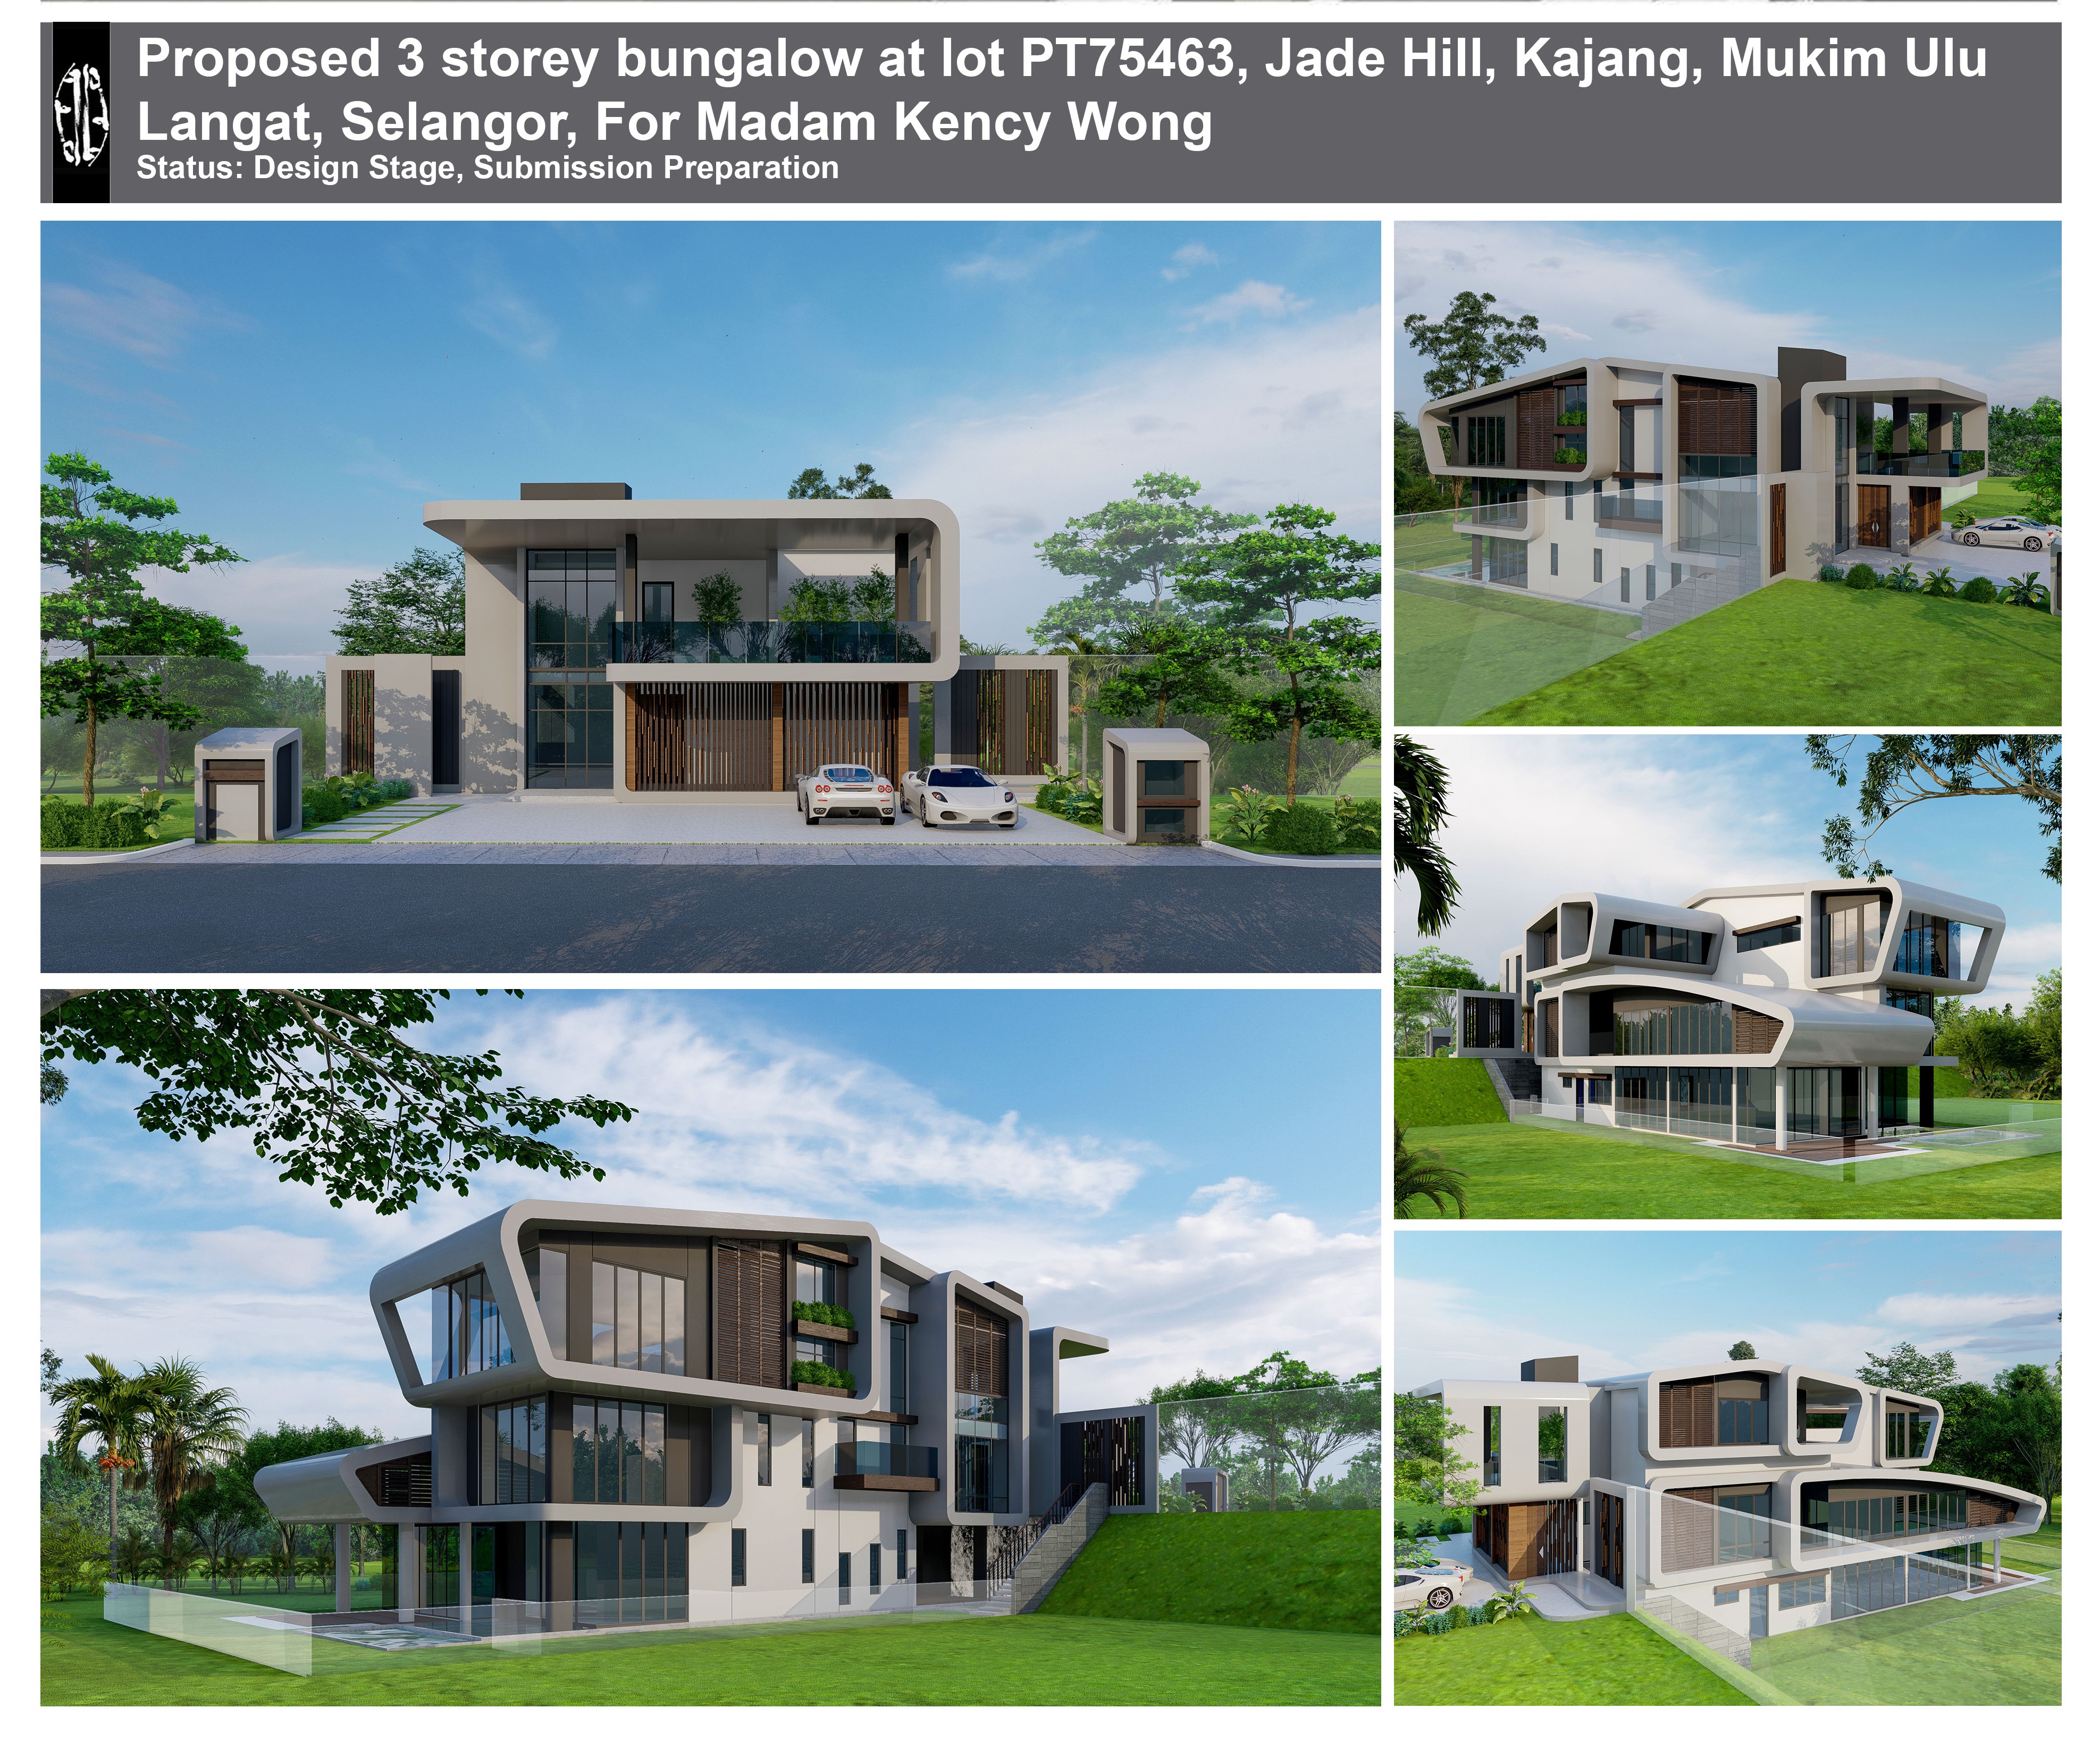 Proposed 3 storey bungalow at lot PT75463, Jade Hill, Kajang, Mukim Ulu
Langat, Selangor, For Madam Kency Wong
Status: Design Stage, Submission Preparation